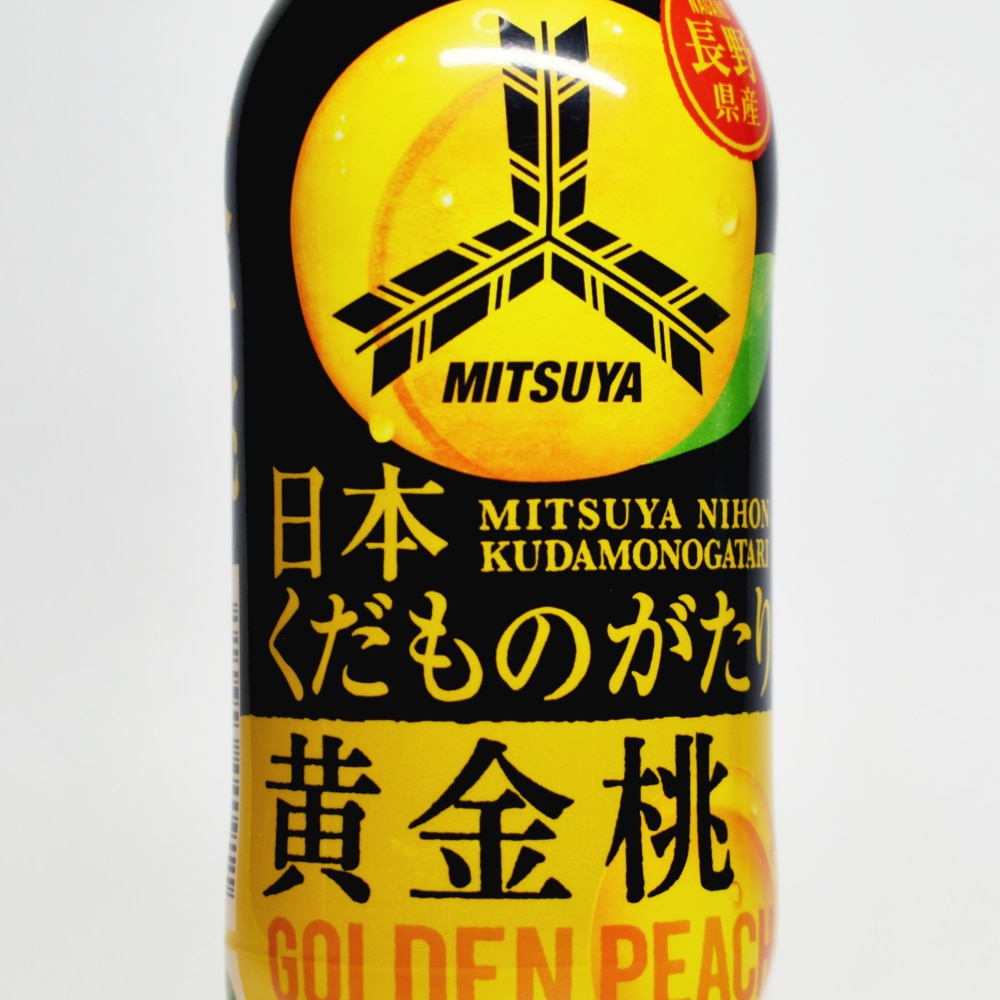 長野
県産
MITSUYA
日本
MITSUYA NIHON
KUDAMONOGATARI
くだものがたり
黄金桃
GOLDEN PEACH